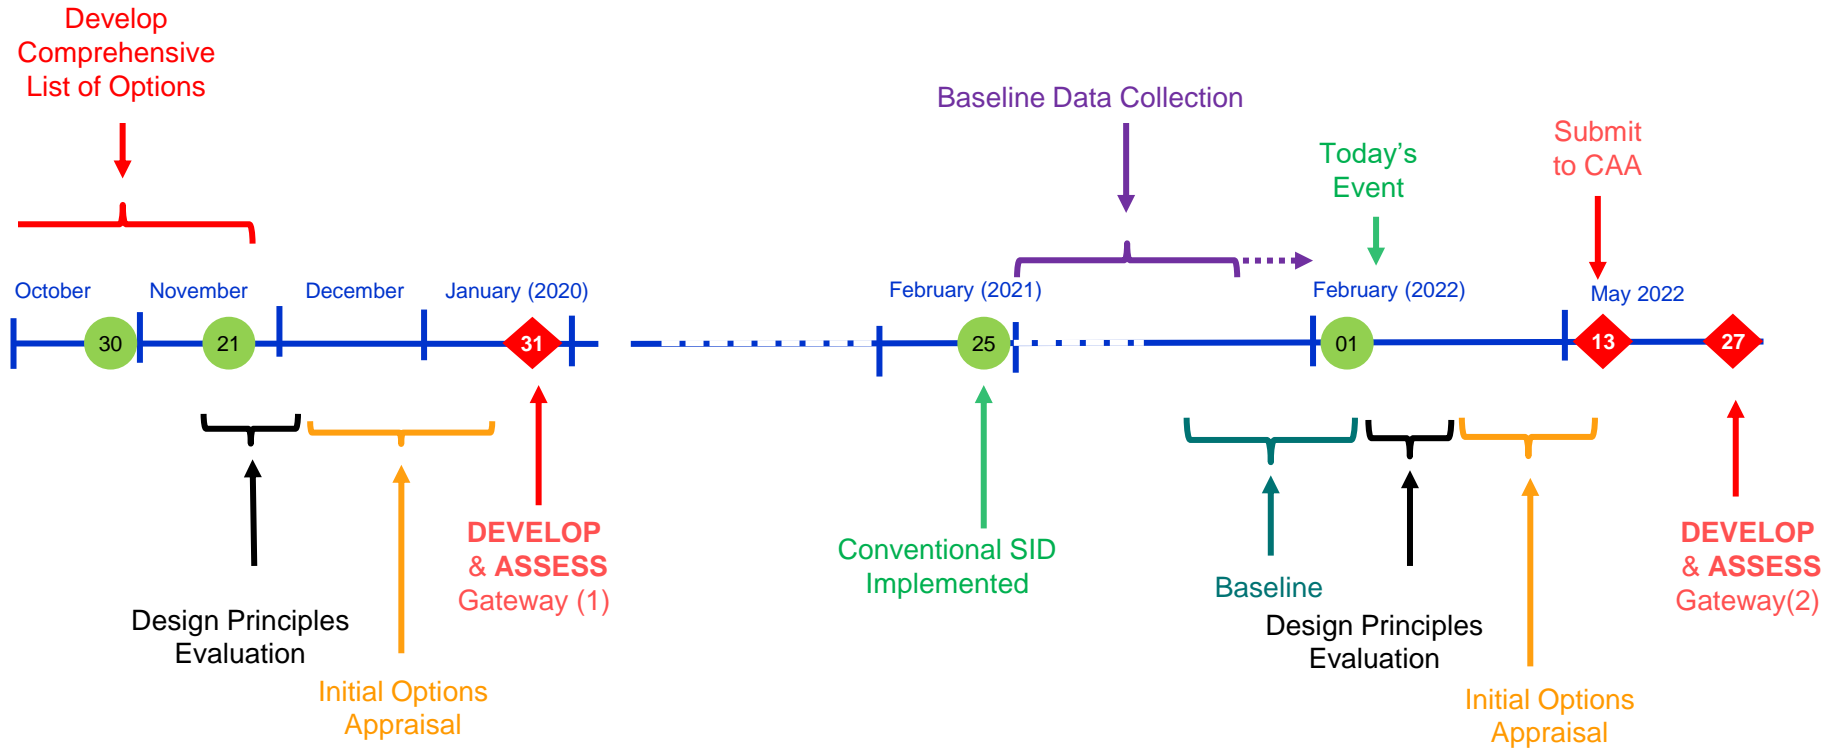 Develop
Comprehensive
List of Options
Baseline Data Collection
Today's
Event
Submit
to CAA
October
November
December
January (2020)
February (2021)
February (2022)
May 2022
30
21
31
25
01
13
27
DEVELOP
& ASSESS
Gateway (1)
Design Principles
Evaluation
Initial Options
Appraisal
Conventional SID
Implemented
Baseline
Design Principles
Evaluation
Initial Options
Appraisal
DEVELOP
& ASSESS
Gateway(2)